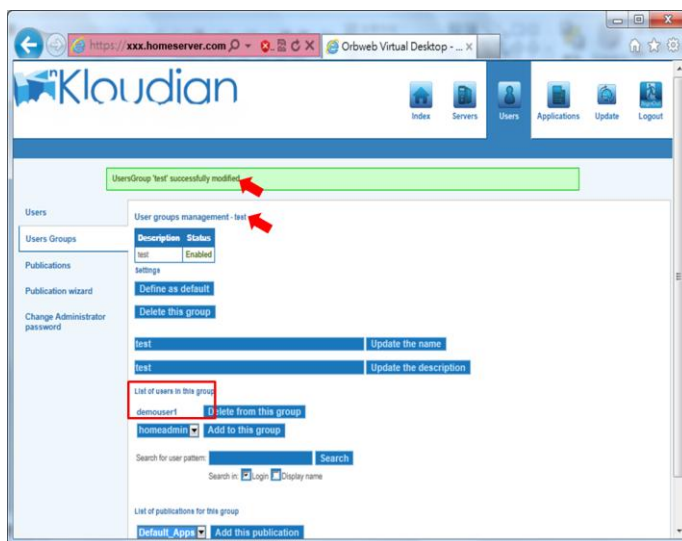 https://xxx.homeserver.com
Orbweb Virtual Desktop - ...
nKloudian
Index
Servers
Users
Applications
Update
Logout
UsersGroup 'test' successfully modified
Users
Users Groups
Publications
Publication wizard
Change Administrator
password
User groups management - test
Description Status
test Enabled
Settings
Define as default
Delete this group
test Update the name
test Update the description
List of users in this group
demouser1 Delete from this group
homeadmin Add to this group
Search for user pattern: Search
Search in: Login Display name
List of publications for this group
Default_Apps Add this publication